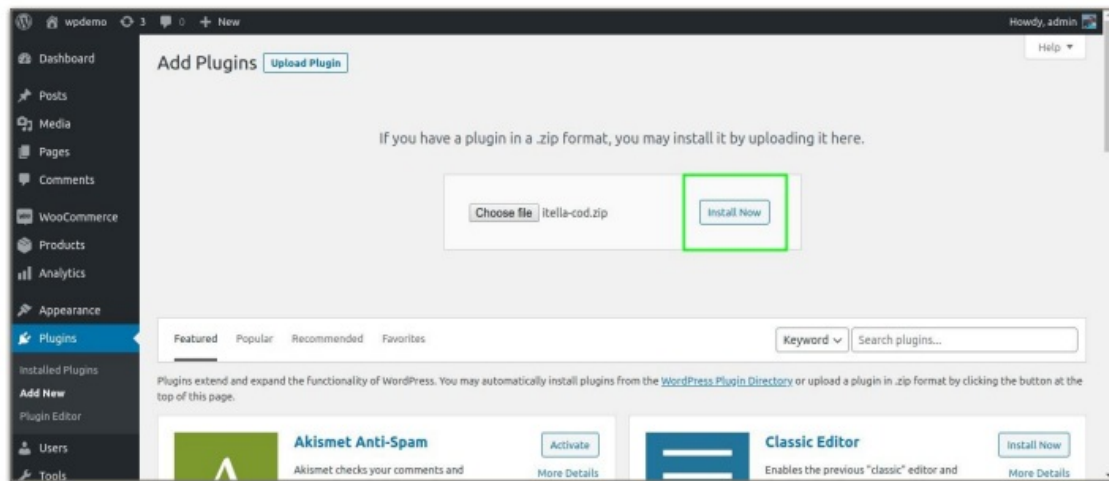 wpdemo 3 0 + New Howdy, admin
Help ▼
Dashboard
Posts
Media
Pages
Comments
WooCommerce
Products
Analytics
Appearance
Plugins
Installed Plugins
Add New
Plugin Editor
Users
Tools
Add Plugins Upload Plugin
If you have a plugin in a .zip format, you may install it by uploading it here.
Choose file itella-cod.zip Install Now
Featured Popular Recommended Favorites Keyword Search plugins...
Plugins extend and expand the functionality of WordPress. You may automatically install plugins from the WordPress Plugin Directory or upload a plugin in .zip format by clicking the button at the
top of this page.
Akismet Anti-Spam Activate
Akismet checks your comments and More Details
Classic Editor Install Now
Enables the previous "classic" editor and More Details